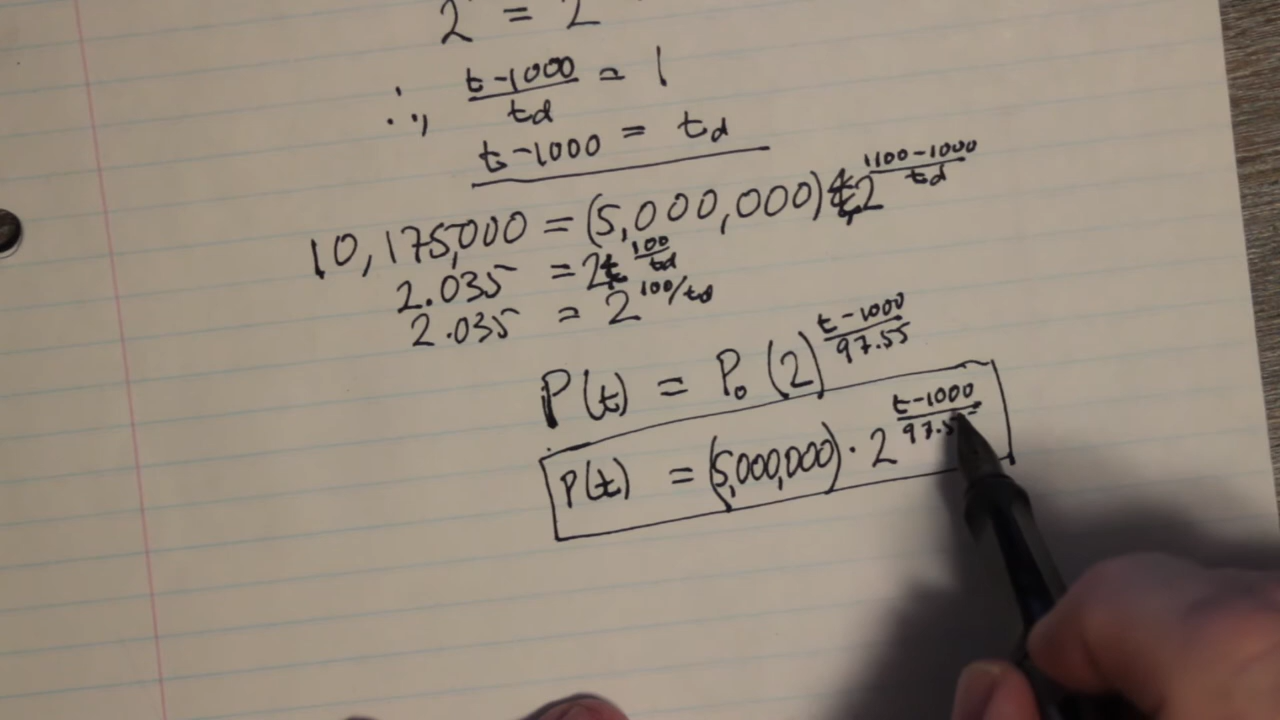 2 = 2
∴, (t-1000)/td = 1
t-1000 = td
10,175,000 = (5,000,000) 2^((1100-1000)/td)
2.035 = 2^(100/td)
2.035 = 2^(100/td)
P(t) = P₀(2)^((t-1000)/97.55)
P(t) = (5,000,000)·2^((t-1000)/97.5